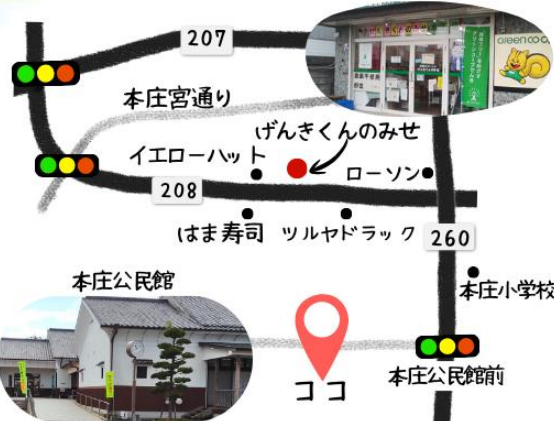 207
本庄宮通り
げんきくんのみせ
イエローハット
ローソン
208
はま寿司
ツルヤドラッグ
260
本庄小学校
本庄公民館
本庄公民館前
ココ